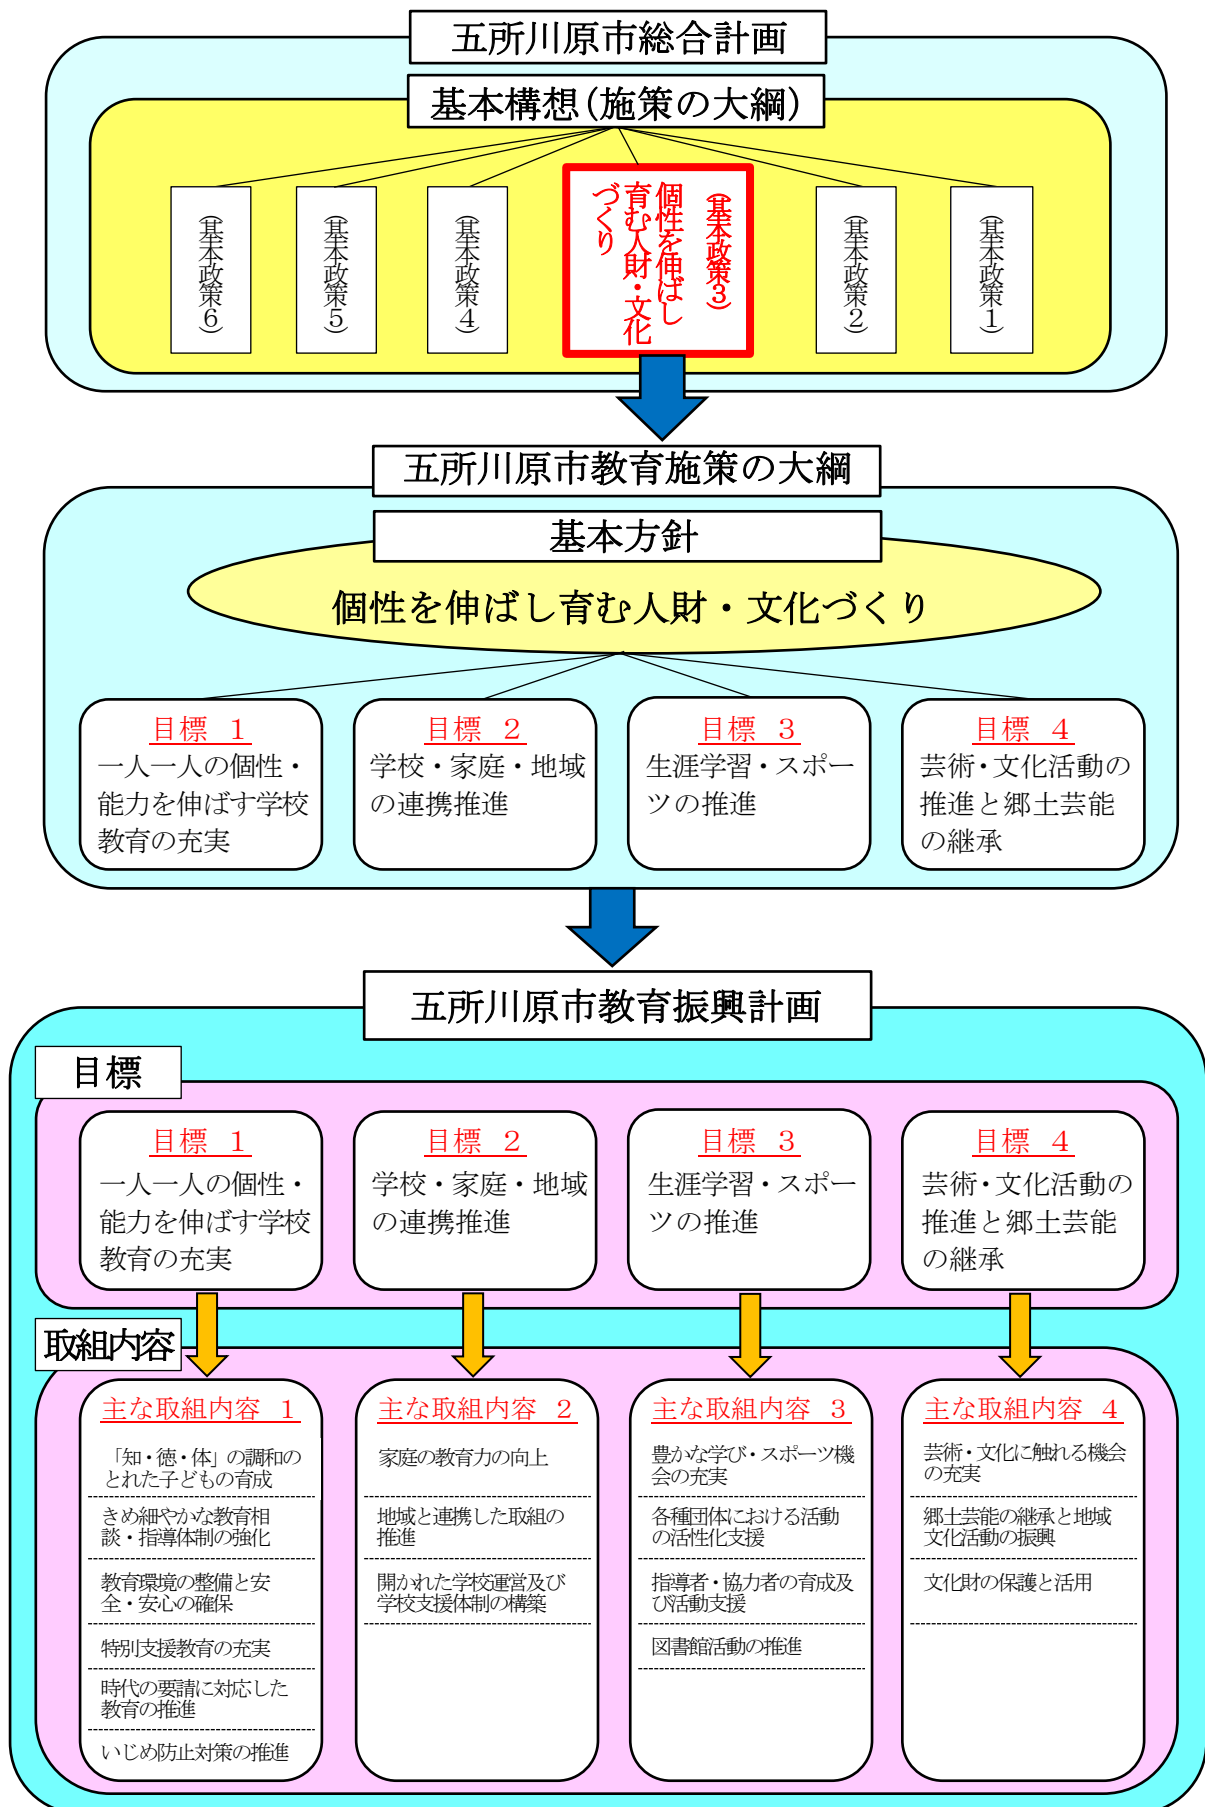 五所川原市総合計画
基本構想(施策の大綱)
(基本政策1)
(基本政策2)
(基本政策3)
個性を伸ばし
育む人財・文化
づくり
(基本政策4)
(基本政策5)
(基本政策6)
五所川原市教育施策の大綱
基本方針
個性を伸ばし育む人財・文化づくり
目標 1
一人一人の個性・
能力を伸ばす学校
教育の充実
目標 2
学校・家庭・地域
の連携推進
目標 3
生涯学習・スポー
ツの推進
目標 4
芸術・文化活動の
推進と郷土芸能
の継承
五所川原市教育振興計画
目標
目標 1
一人一人の個性・
能力を伸ばす学校
教育の充実
目標 2
学校・家庭・地域
の連携推進
目標 3
生涯学習・スポー
ツの推進
目標 4
芸術・文化活動の
推進と郷土芸能
の継承
取組内容
主な取組内容 1
「知・徳・体」の調和の
とれた子どもの育成
きめ細やかな教育相
談・指導体制の強化
教育環境の整備と安
全・安心の確保
特別支援教育の充実
時代の要請に対応した
教育の推進
いじめ防止対策の推進
主な取組内容 2
家庭の教育力の向上
地域と連携した取組の
推進
開かれた学校運営及び
学校支援体制の構築
主な取組内容 3
豊かな学び・スポーツ機
会の充実
各種団体における活動
の活性化支援
指導者・協力者の育成及
び活動支援
図書館活動の推進
主な取組内容 4
芸術・文化に触れる機会
の充実
郷土芸能の継承と地域
文化活動の振興
文化財の保護と活用